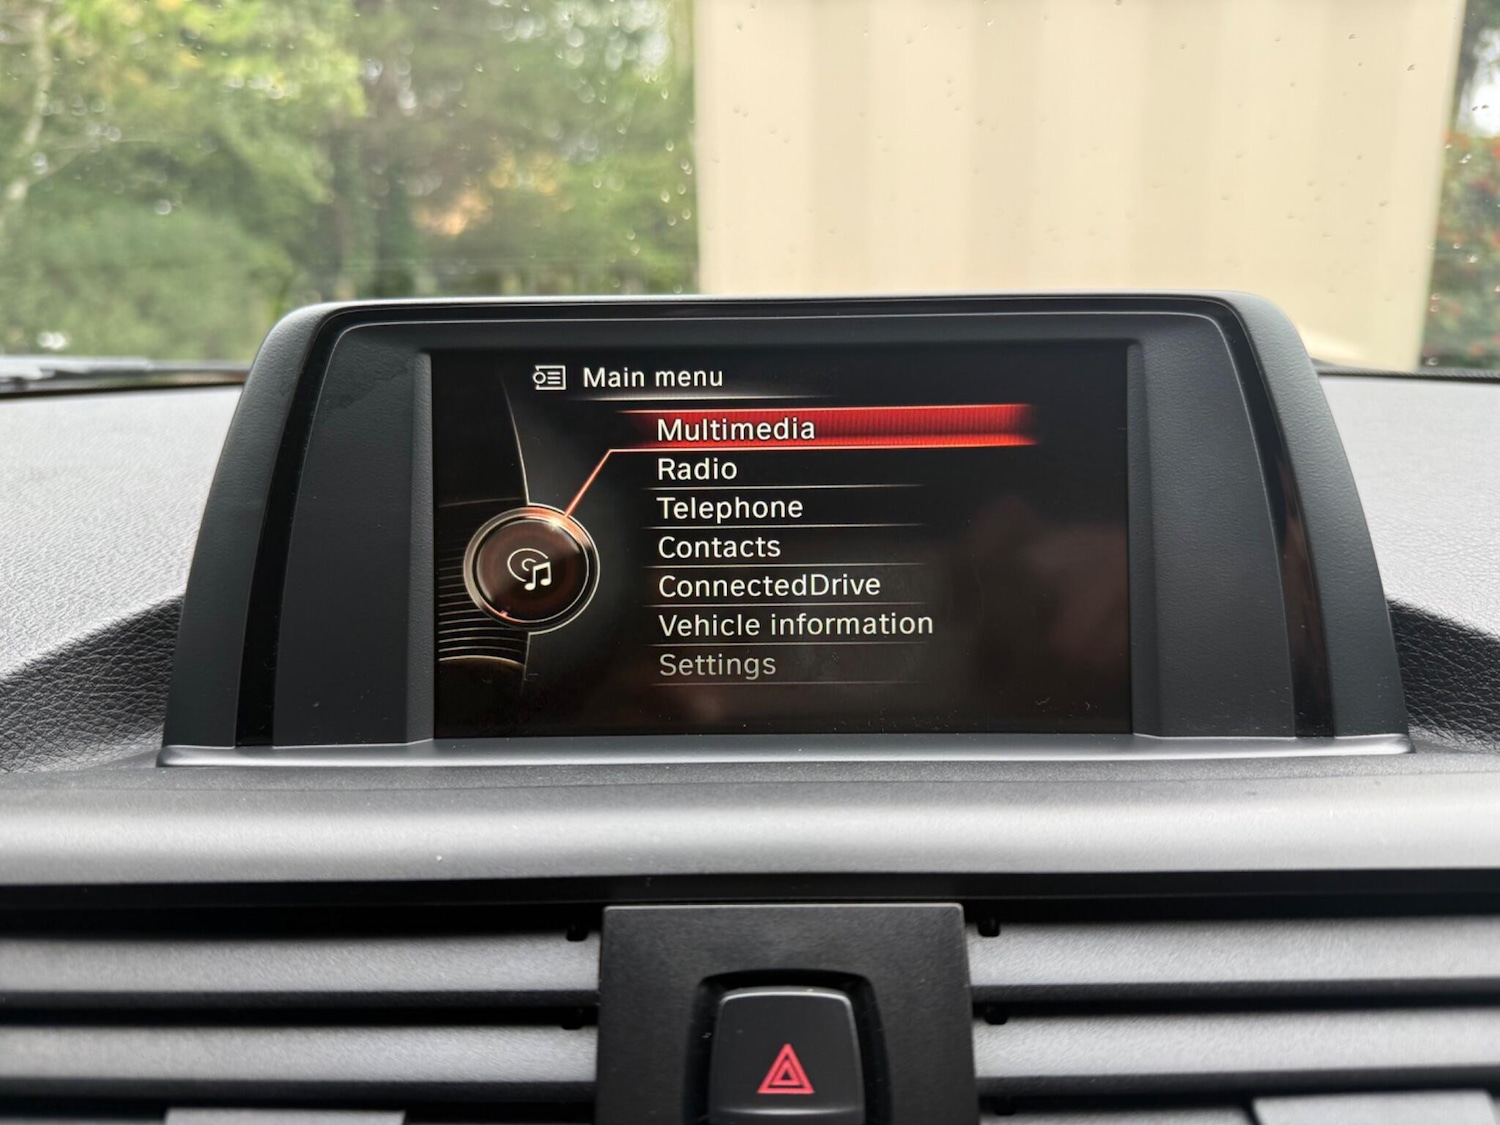 Main menu
Multimedia
Radio
Telephone
Contacts
ConnectedDrive
Vehicle information
Settings